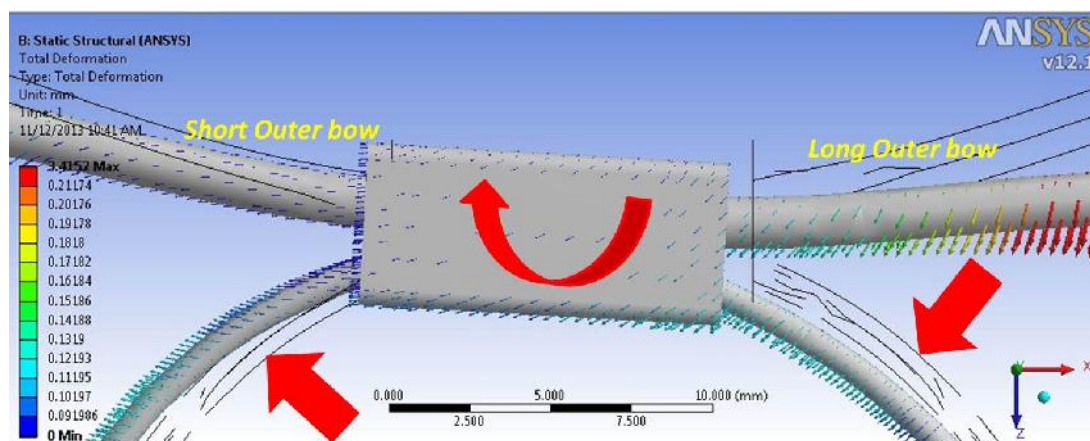 B: Static Structural (ANSYS)
Total Deformation
Type: Total Deformation
Unit: mm
Time: 1
11/12/2013 10:41 AM
3.4152 Max
0.21174
0.20176
0.19178
0.1818
0.17182
0.16184
0.15186
0.14188
0.1319
0.12193
0.11195
0.10197
0.091986
0 Min
Short Outer bow
ANSYS
v12.1
Long Outer bow
0.000 5.000 10.000 (mm)
2.500 7.500
X
Z